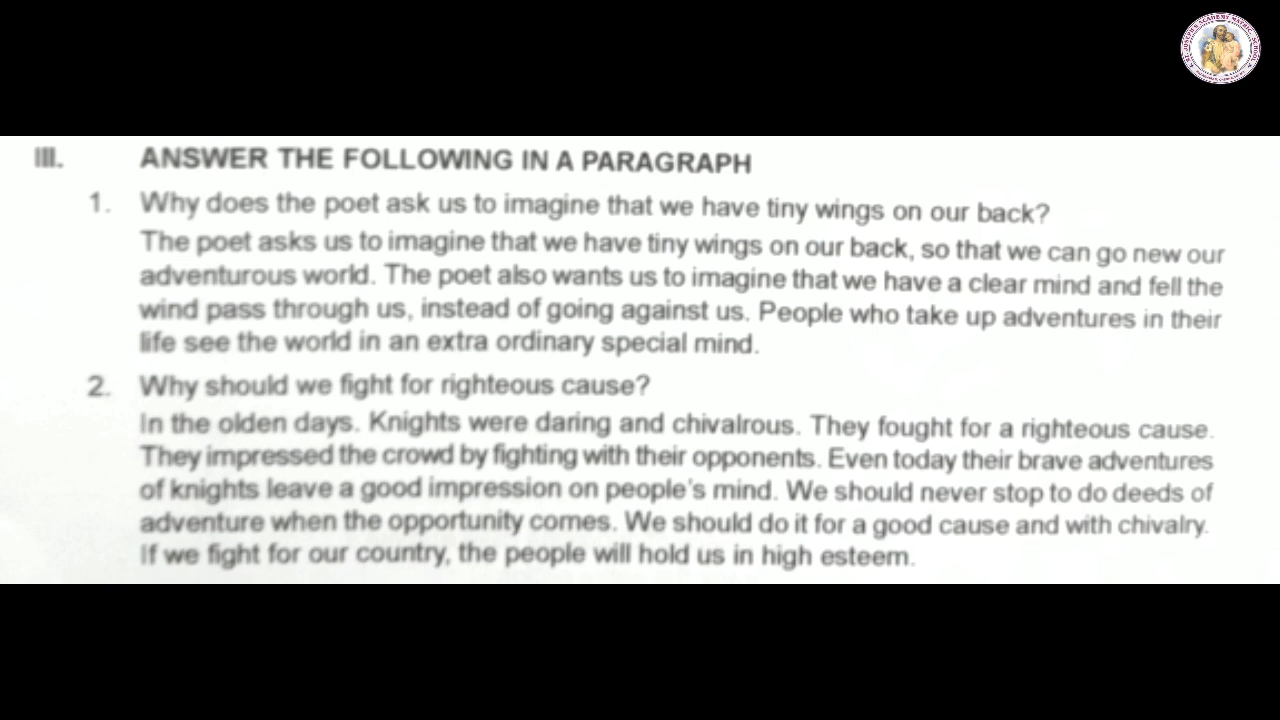 III. ANSWER THE FOLLOWING IN A PARAGRAPH
1. Why does the poet ask us to imagine that we have tiny wings on our back?
The poet asks us to imagine that we have tiny wings on our back, so that we can go new our
adventurous world. The poet also wants us to imagine that we have a clear mind and fell the
wind pass through us, instead of going against us. People who take up adventures in their
life see the world in an extra ordinary special mind.
2. Why should we fight for righteous cause?
In the olden days. Knights were daring and chivalrous. They fought for a righteous cause.
They impressed the crowd by fighting with their opponents. Even today their brave adventures
of knights leave a good impression on people's mind. We should never stop to do deeds of
adventure when the opportunity comes. We should do it for a good cause and with chivalry.
If we fight for our country, the people will hold us in high esteem.